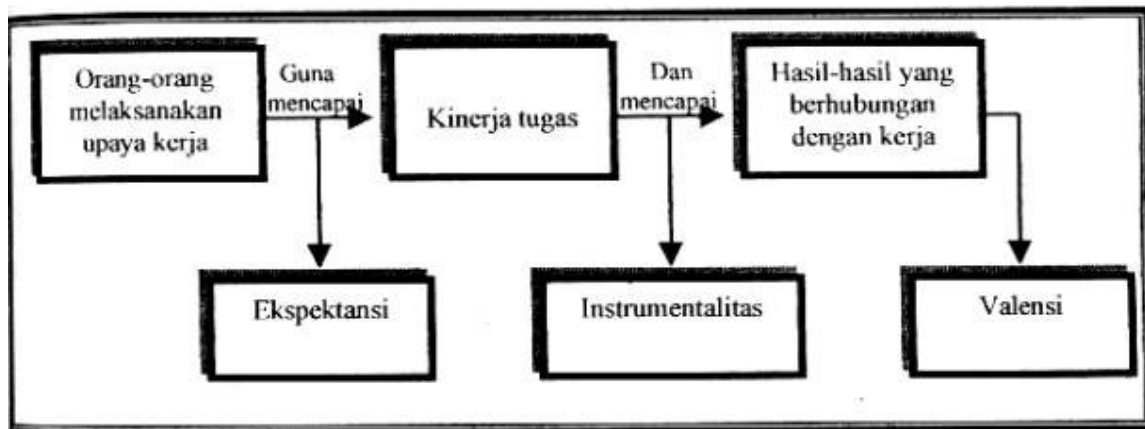 Orang-orang
melaksanakan
upaya kerja
Guna
mencapai
Kinerja tugas
Dan
mencapai
Hasil-hasil yang
berhubungan
dengan kerja
Ekspektansi
Instrumentalitas
Valensi